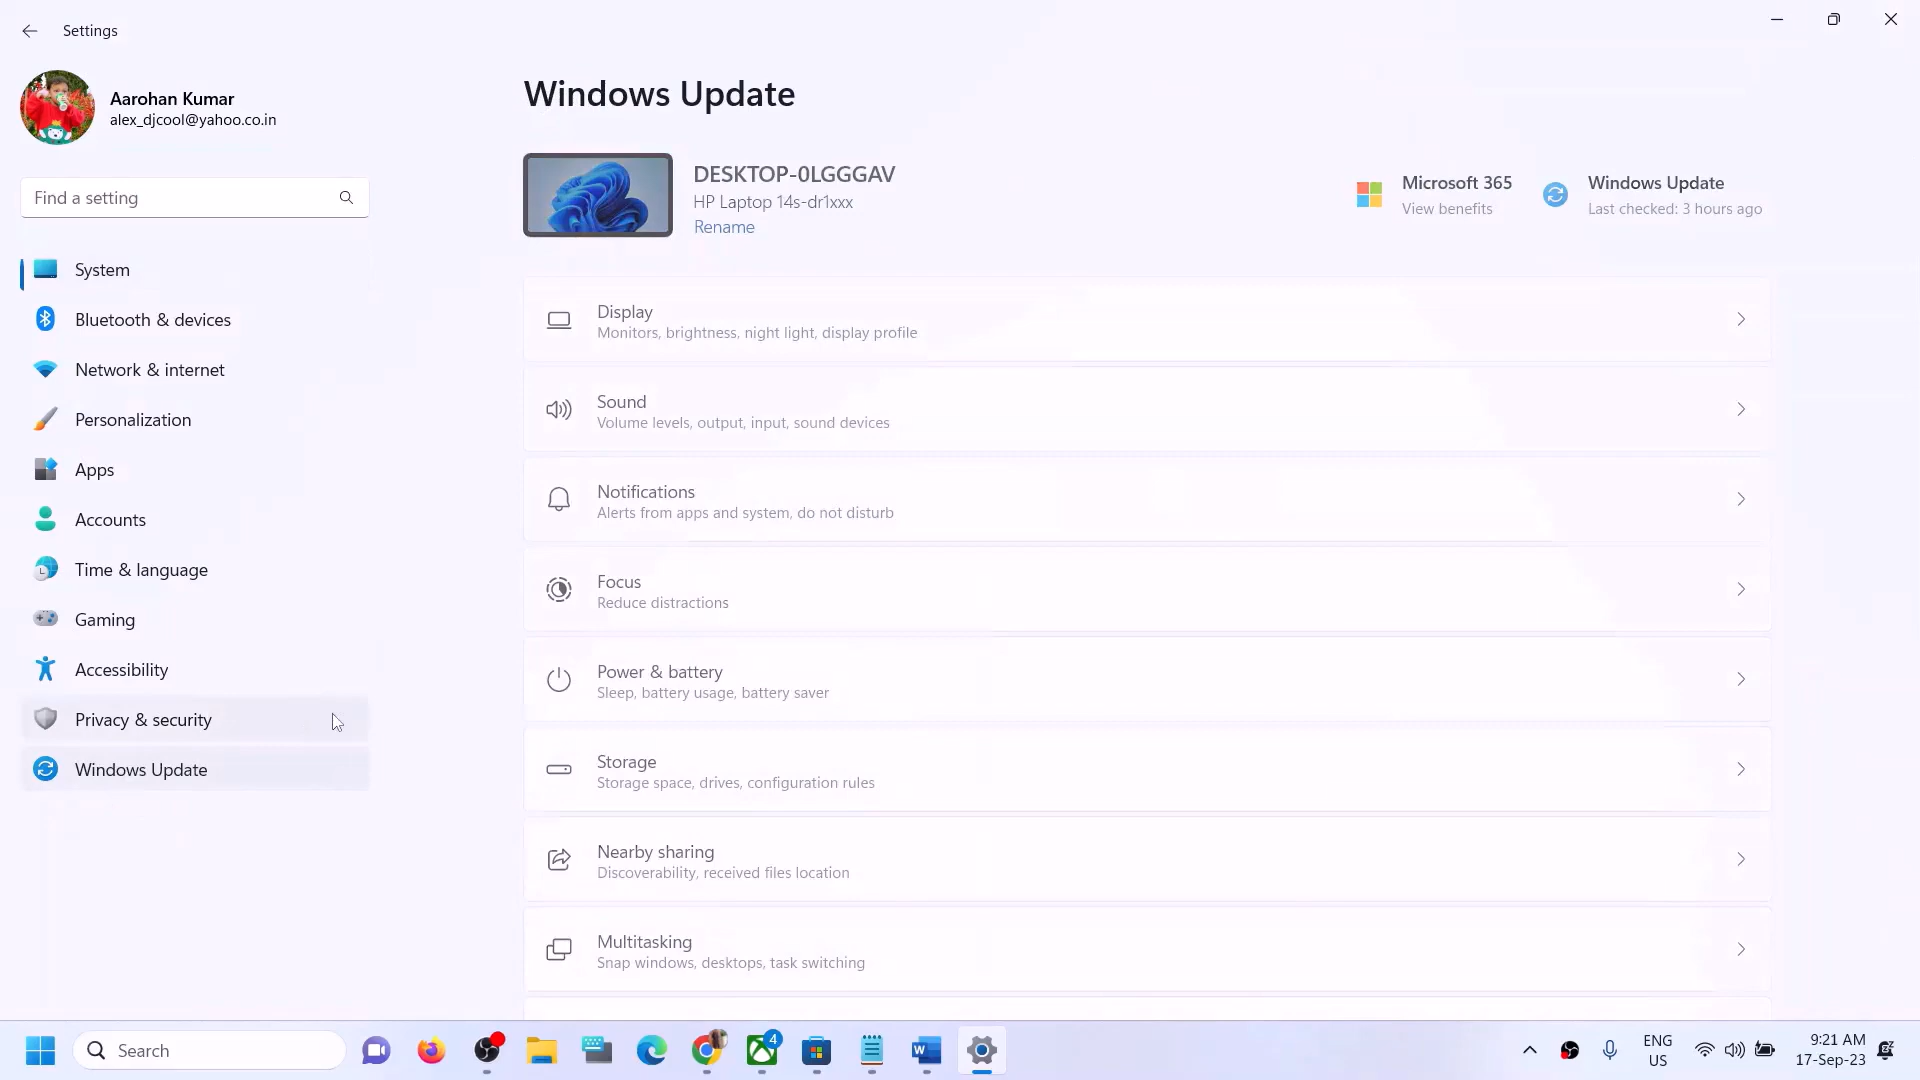 Settings
Aarohan Kumar
alex_djcool@yahoo.co.in
Find a setting
System
Bluetooth & devices
Network & internet
Personalization
Apps
Accounts
Time & language
Gaming
Accessibility
Privacy & security
Windows Update
Windows Update
DESKTOP-0LGGGAV
HP Laptop 14s-dr1xxx
Rename
Microsoft 365
View benefits
Windows Update
Last checked: 3 hours ago
Display
Monitors, brightness, night light, display profile
Sound
Volume levels, output, input, sound devices
Notifications
Alerts from apps and system, do not disturb
Focus
Reduce distractions
Power & battery
Sleep, battery usage, battery saver
Storage
Storage space, drives, configuration rules
Nearby sharing
Discoverability, received files location
Multitasking
Snap windows, desktops, task switching
Search
4
ENG
US
9:21 AM
17-Sep-23